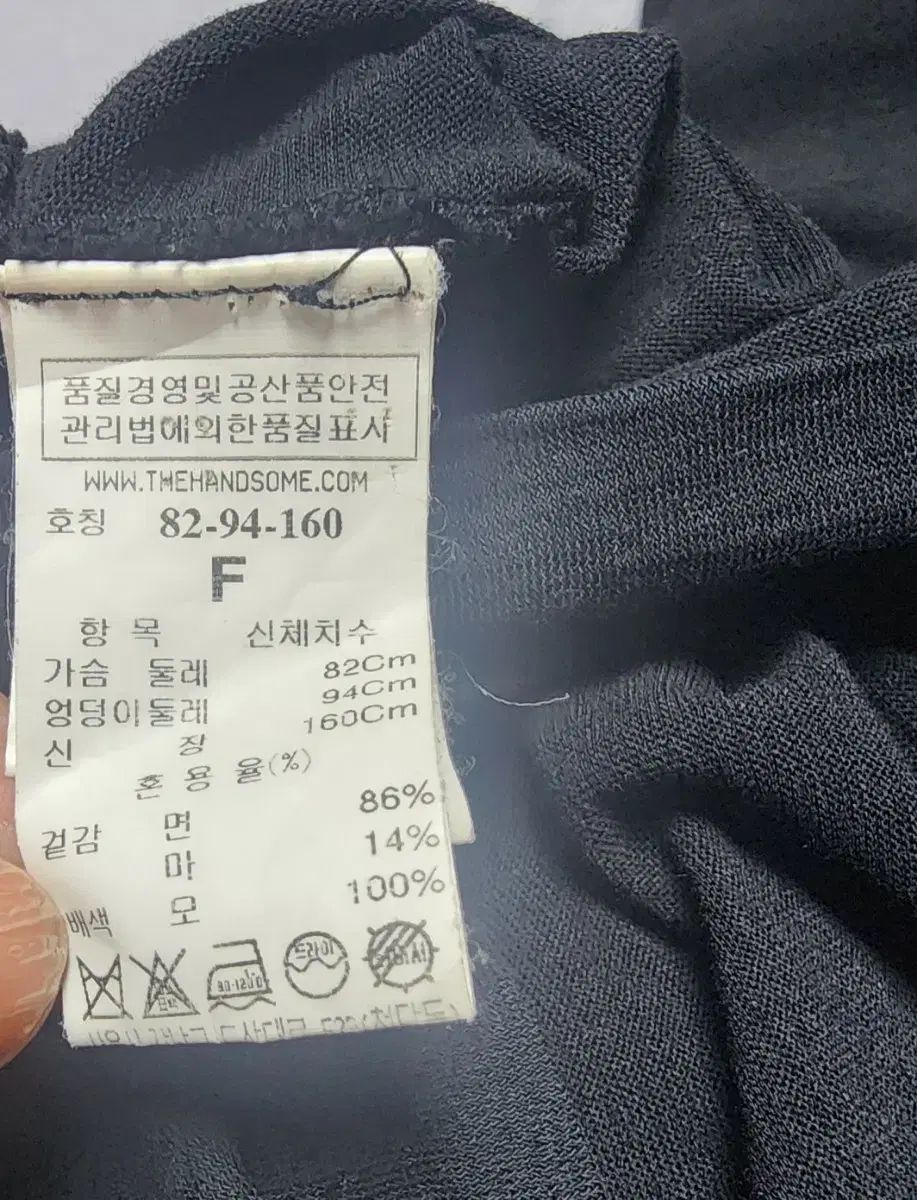 품질경영및공산품안전
관리법에의한품질표시
WWW.THEHANDSOME.COM
호칭 82-94-160
F
항 목 신체치수
가슴 둘레 82Cm
엉덩이둘레 94Cm
신 장 160Cm
혼 용 율(%)
겉감 면 86%
마 14%
배색 모 100%
80-120˚C 드라이